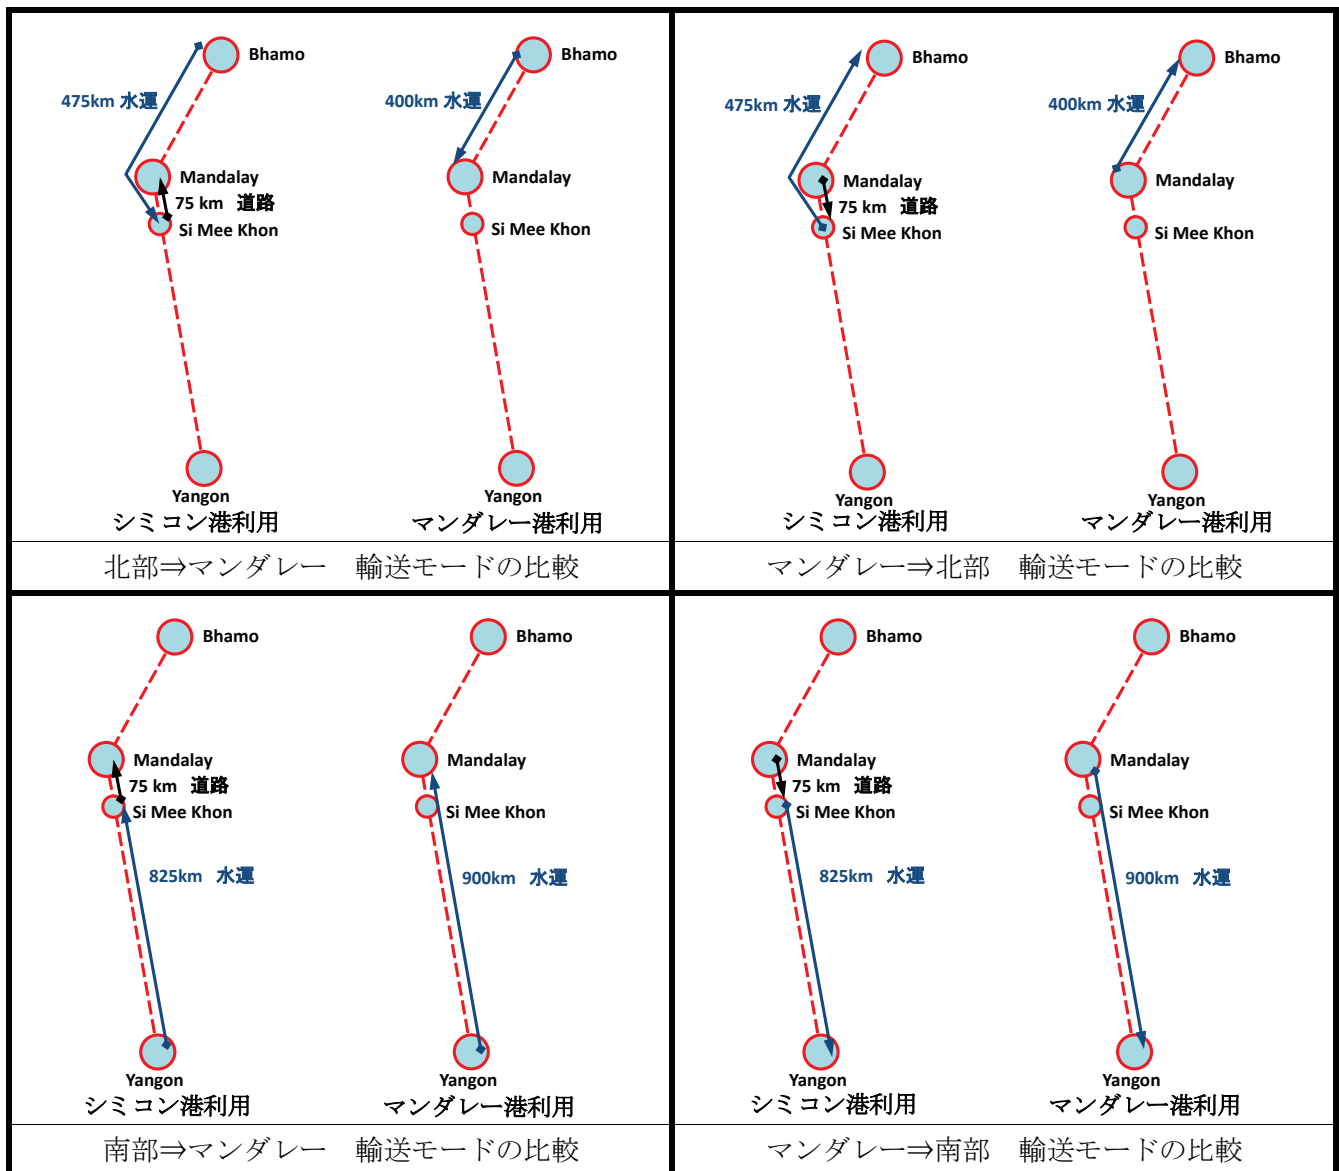 Bhamo
475km 水運
Mandalay
75 km 道路
Si Mee Khon
Yangon
シミコン港利用
Bhamo
400km 水運
Mandalay
Si Mee Khon
Yangon
マンダレー港利用
北部⇒マンダレー 輸送モードの比較
Bhamo
475km 水運
Mandalay
75 km 道路
Si Mee Khon
Yangon
シミコン港利用
Bhamo
400km 水運
Mandalay
Si Mee Khon
Yangon
マンダレー港利用
マンダレー⇒北部 輸送モードの比較
Bhamo
Mandalay
75 km 道路
Si Mee Khon
825km 水運
Yangon
シミコン港利用
Bhamo
Mandalay
Si Mee Khon
900km 水運
Yangon
マンダレー港利用
南部⇒マンダレー 輸送モードの比較
Bhamo
Mandalay
75 km 道路
Si Mee Khon
825km 水運
Yangon
シミコン港利用
Bhamo
Mandalay
Si Mee Khon
900km 水運
Yangon
マンダレー港利用
マンダレー⇒南部 輸送モードの比較